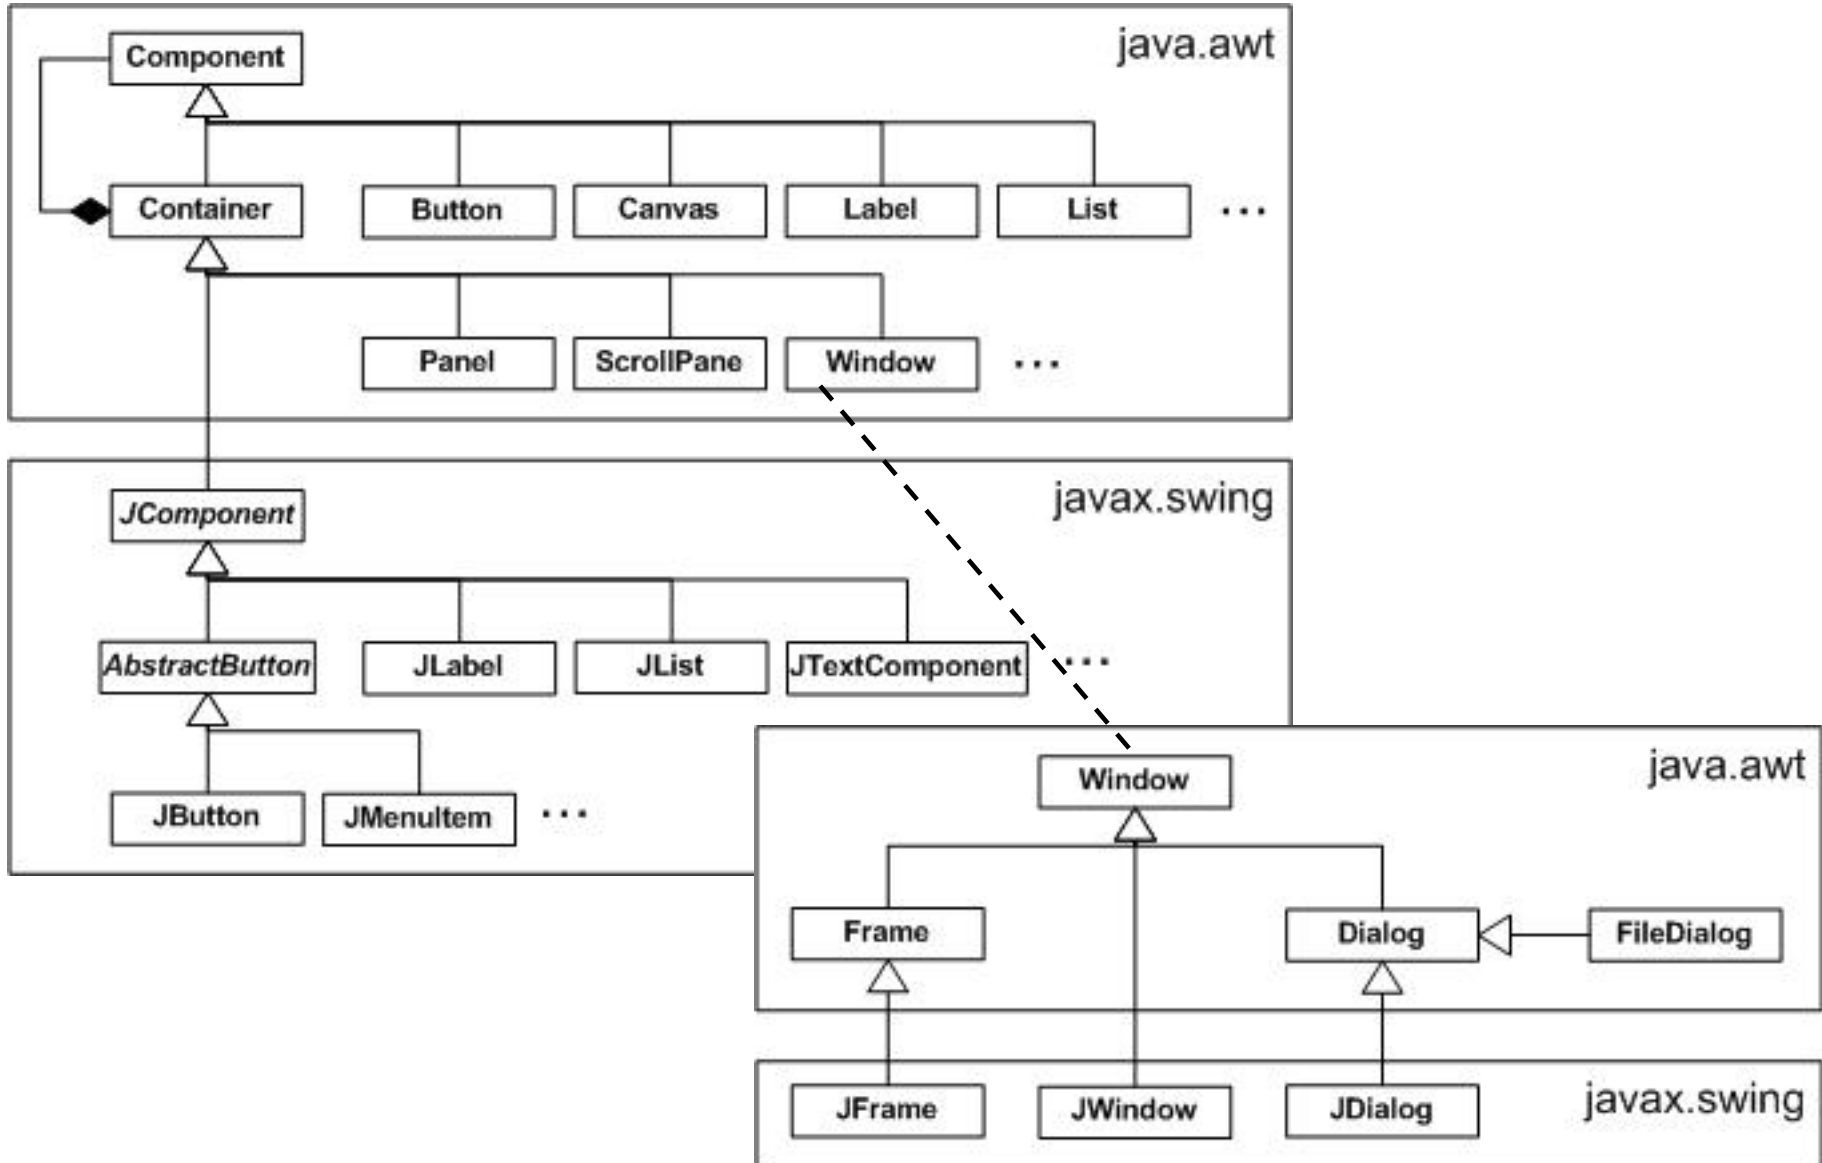 java.awt
Component
Container
Button
Canvas
Label
List
...
Panel
ScrollPane
Window
...
javax.swing
JComponent
AbstractButton
JLabel
JList
JTextComponent
...
JButton
JMenuItem
...
java.awt
Window
Frame
Dialog
FileDialog
javax.swing
JFrame
JWindow
JDialog